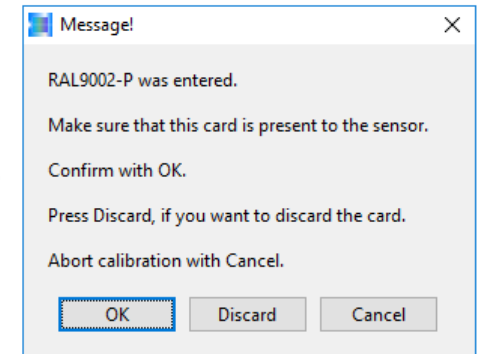 Message!
RAL9002-P was entered.
Make sure that this card is present to the sensor.
Confirm with OK.
Press Discard, if you want to discard the card.
Abort calibration with Cancel.
OK Discard Cancel